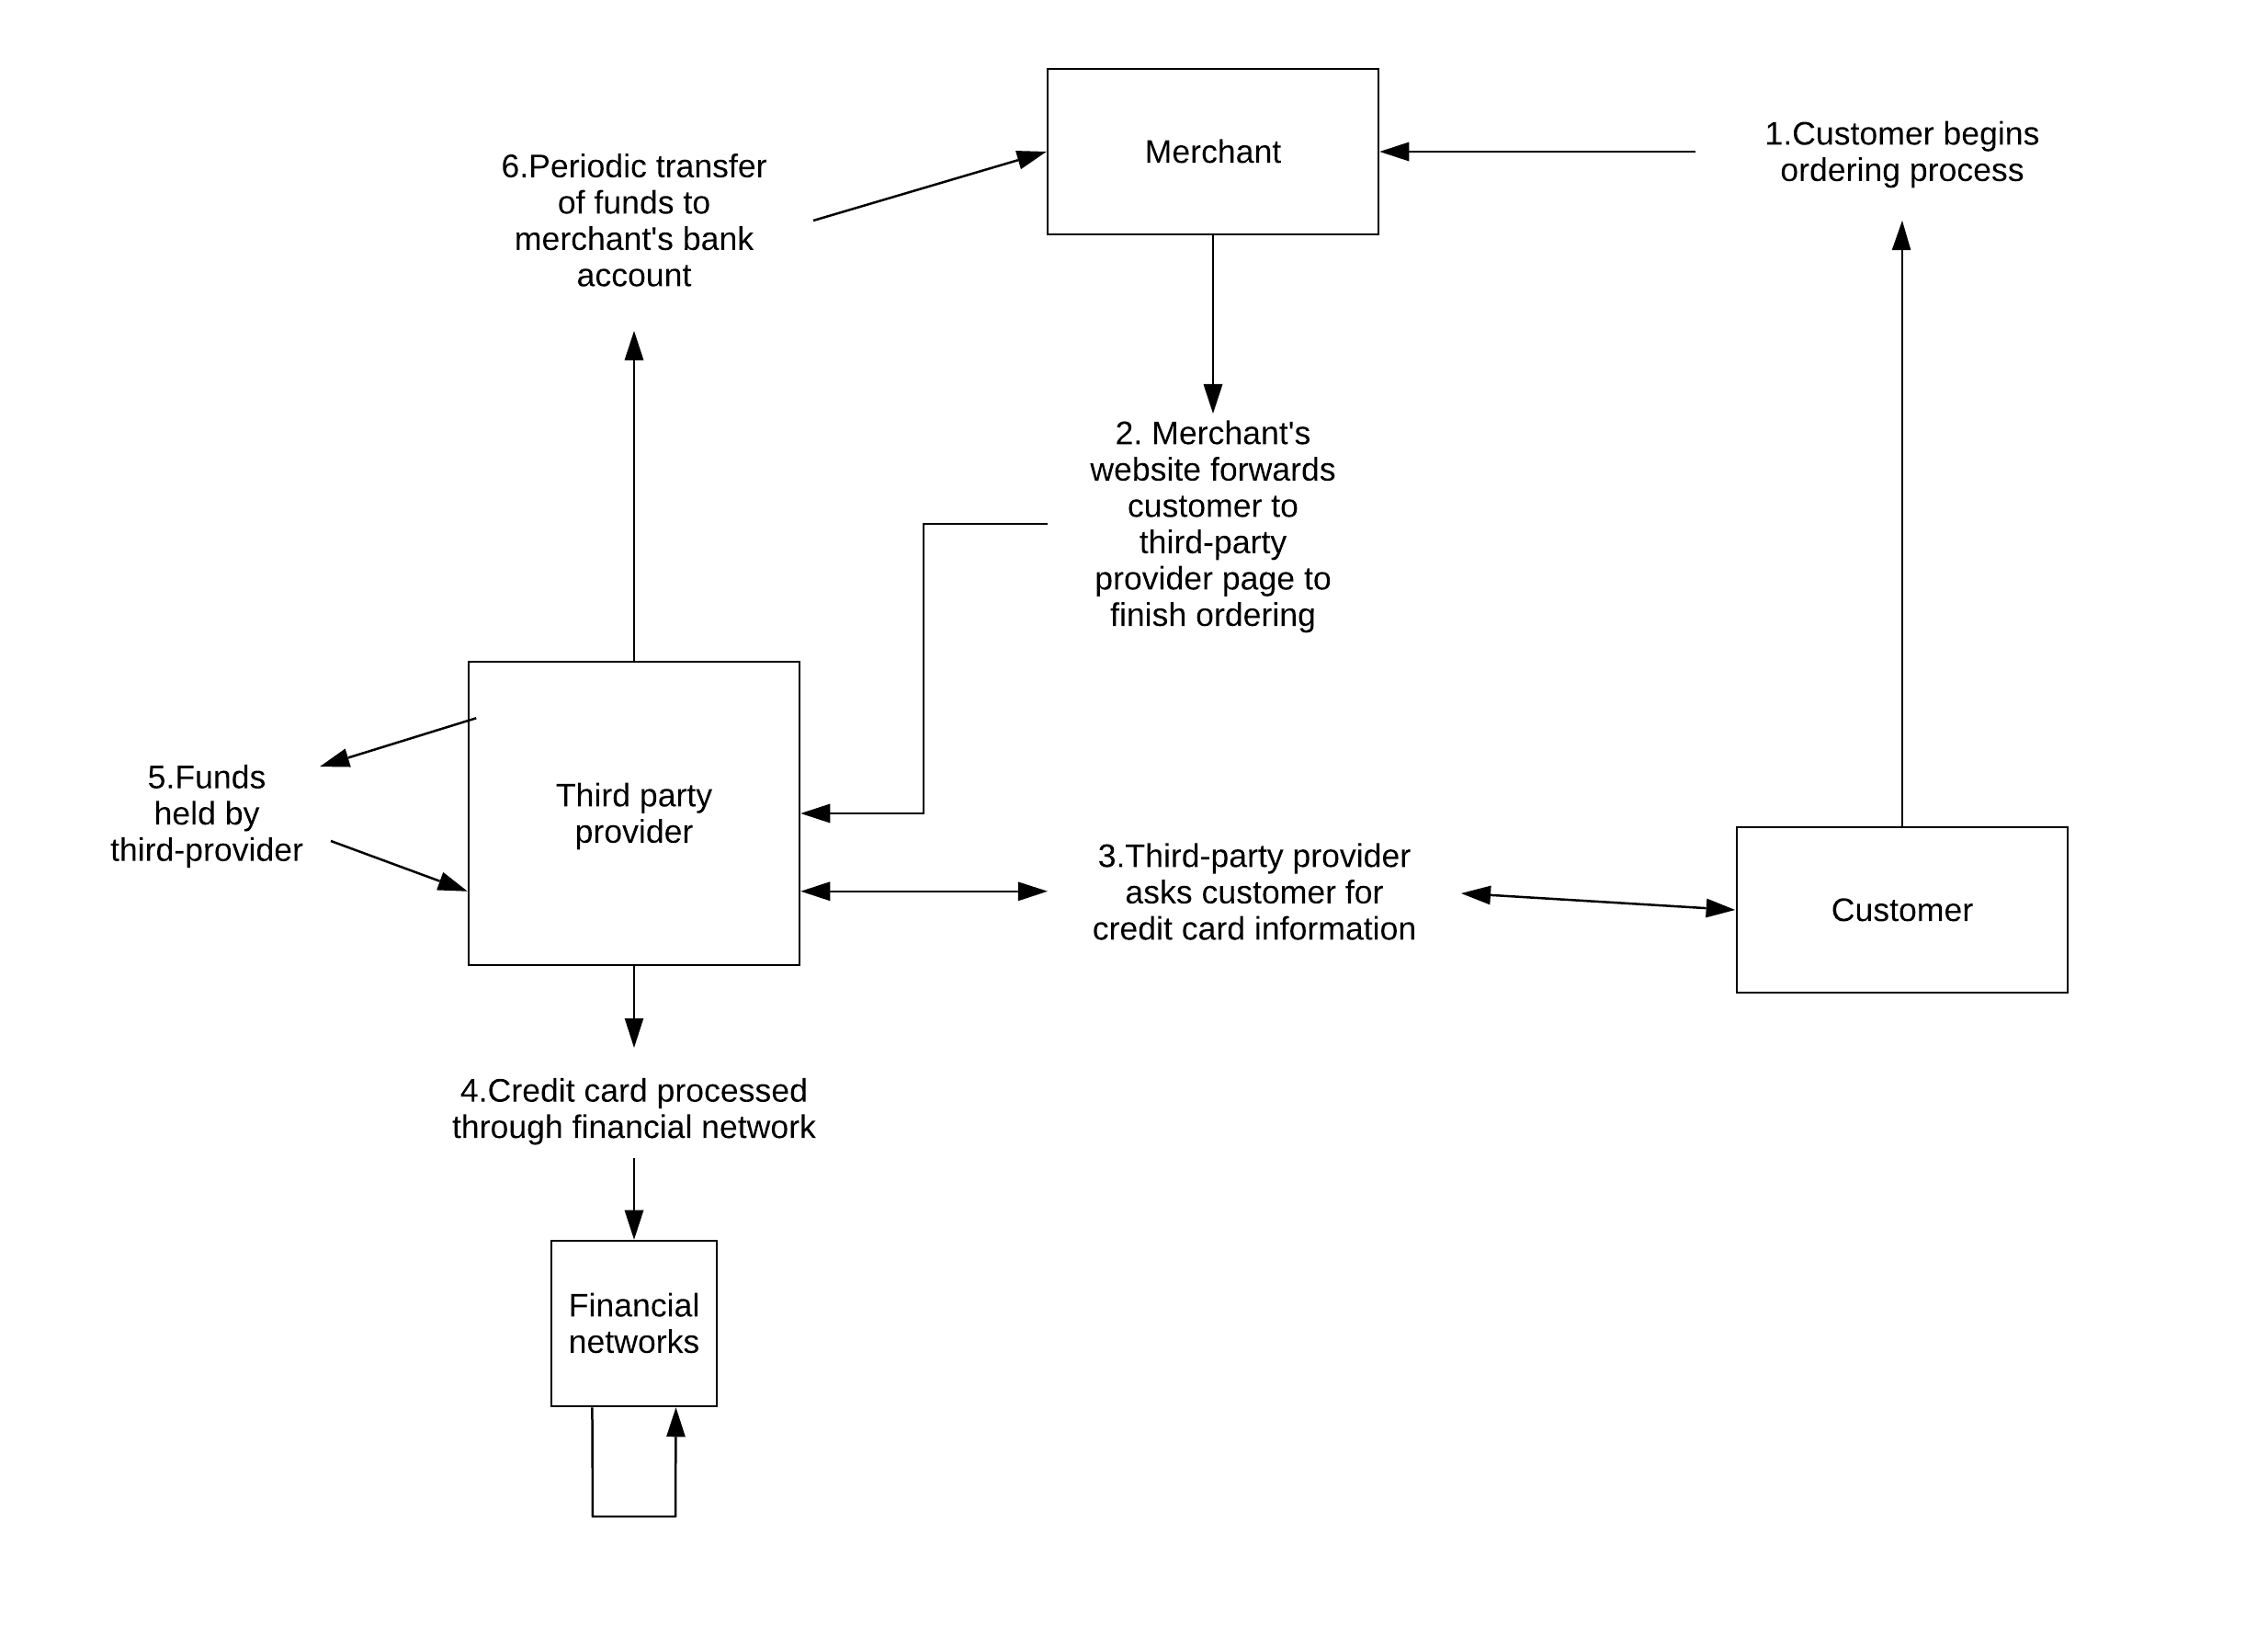 Merchant
1.Customer begins
ordering process
6.Periodic transfer
of funds to
merchant's bank
account
2. Merchant's
website forwards
customer to
third-party
provider page to
finish ordering
Third party
provider
5.Funds
held by
third-provider
3.Third-party provider
asks customer for
credit card information
Customer
4.Credit card processed
through financial network
Financial
networks